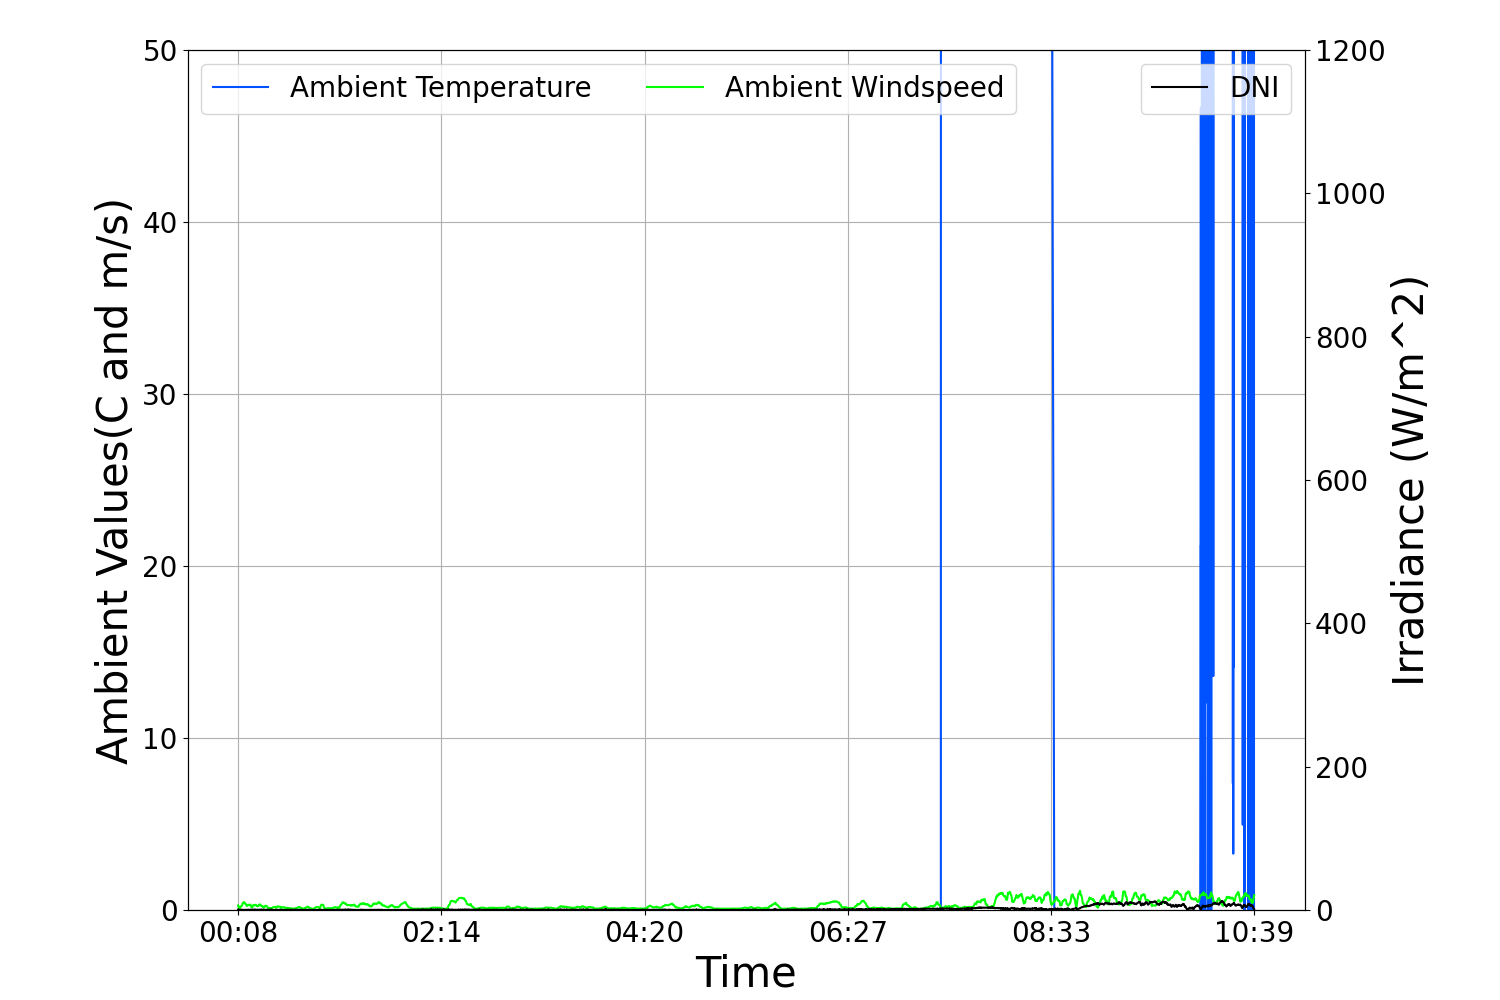 Ambient Temperature
Ambient Windspeed
DNI
50
40
30
20
10
0
Ambient Values(C and m/s)
1200
1000
800
600
400
200
0
Irradiance (W/m^2)
00:08 02:14 04:20 06:27 08:33 10:39
Time